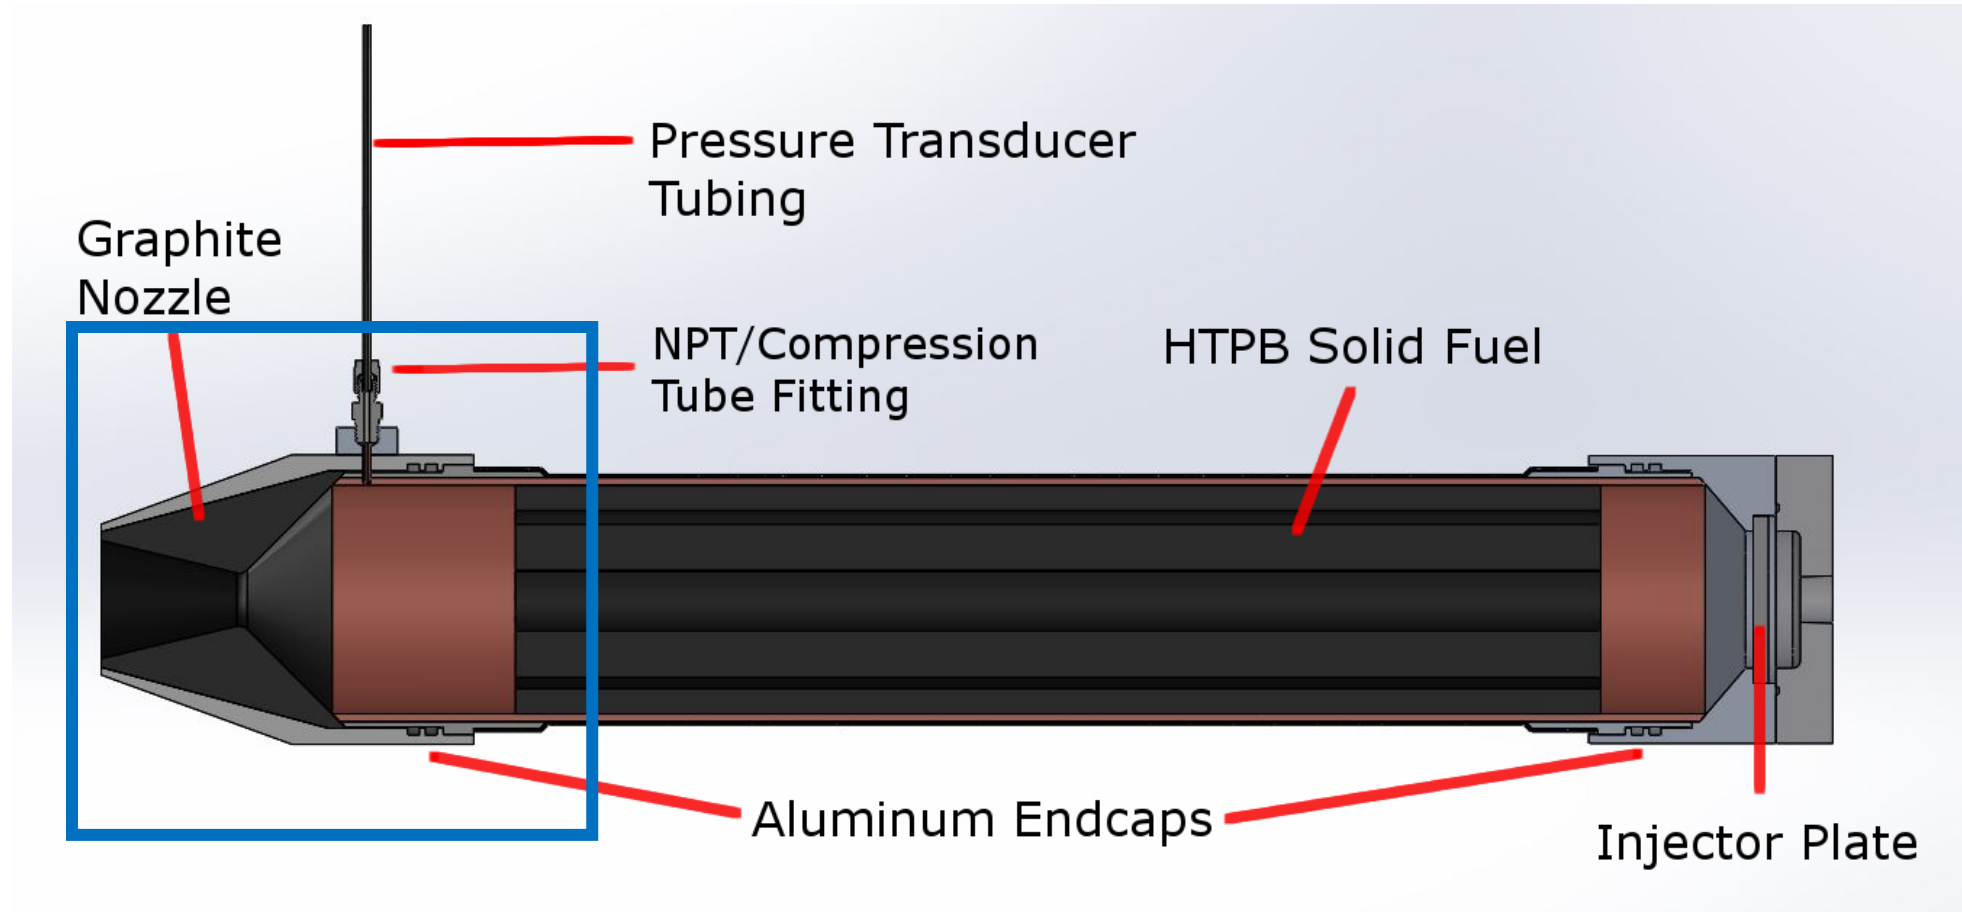 Pressure Transducer
Tubing
Graphite
Nozzle
NPT/Compression
Tube Fitting
HTPB Solid Fuel
Aluminum Endcaps
Injector Plate